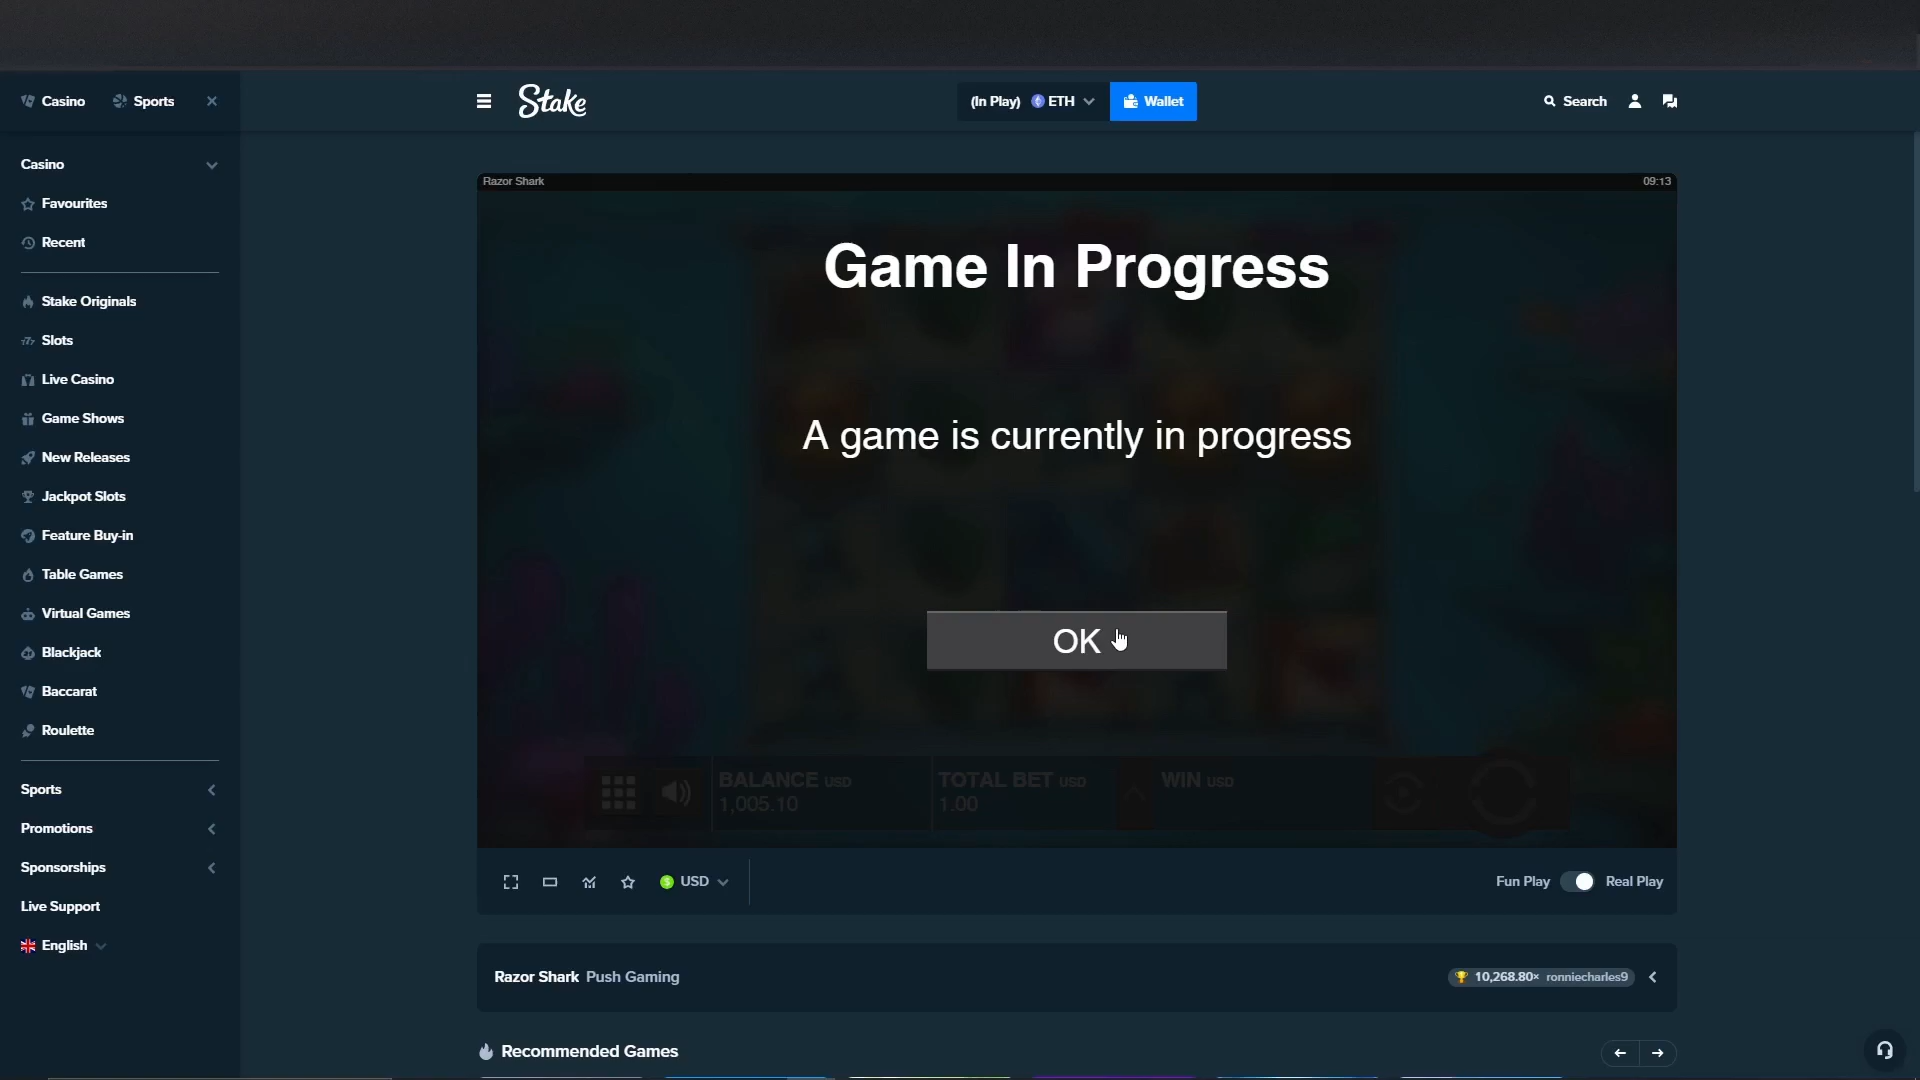 Casino
Sports
Stake
(In Play) ETH
Wallet
Search
Casino
Favourites
Recent
Stake Originals
Slots
Live Casino
Game Shows
New Releases
Jackpot Slots
Feature Buy-in
Table Games
Virtual Games
Blackjack
Baccarat
Roulette
Sports
Promotions
Sponsorships
Live Support
English
Razor Shark
09:13
Game In Progress
A game is currently in progress
OK
BALANCE USD
1,005.10
TOTAL BET USD
1.00
WIN USD
USD
Fun Play
Real Play
Razor Shark Push Gaming
10,268.80× ronniecharles9
Recommended Games